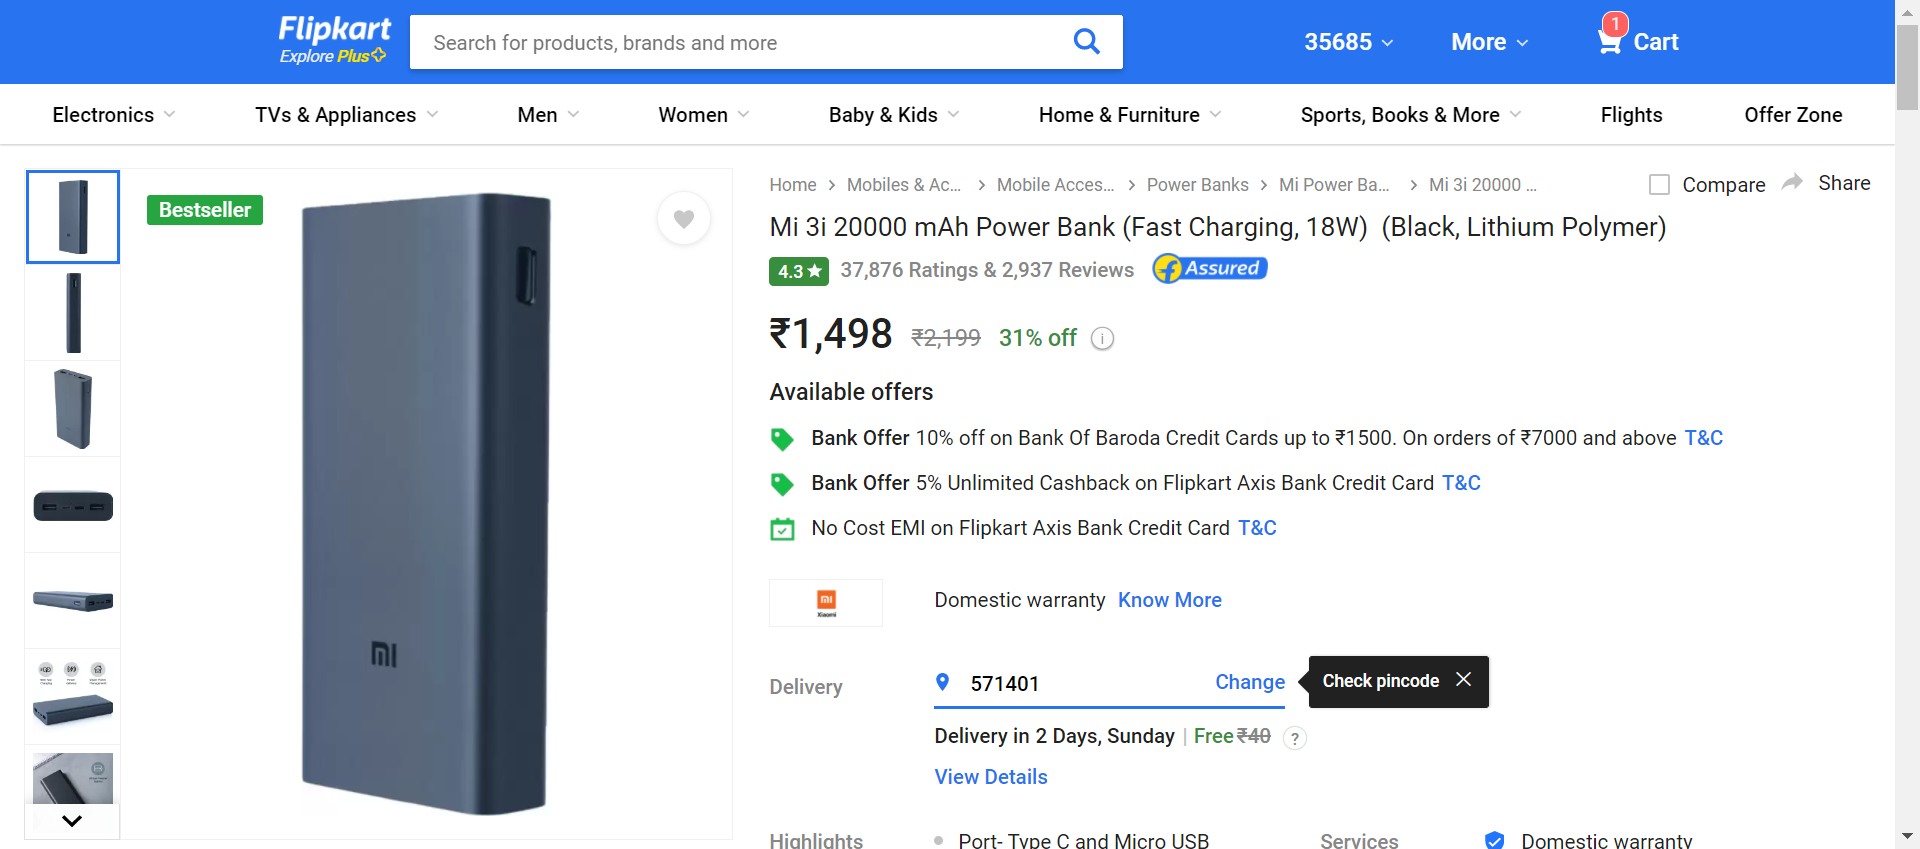 Flipkart
Explore Plus
Search for products, brands and more
35685
More
1
Cart
Electronics
TVs & Appliances
Men
Women
Baby & Kids
Home & Furniture
Sports, Books & More
Flights
Offer Zone
Bestseller
Home
Mobiles & Ac...
Mobile Acces...
Power Banks
Mi Power Ba...
Mi 3i 20000 ...
Compare
Share
Mi 3i 20000 mAh Power Bank (Fast Charging, 18W) (Black, Lithium Polymer)
4.3★ 37,876 Ratings & 2,937 Reviews
Assured
₹1,498 ₹2,199 31% off
Available offers
Bank Offer 10% off on Bank Of Baroda Credit Cards up to ₹1500. On orders of ₹7000 and above T&C
Bank Offer 5% Unlimited Cashback on Flipkart Axis Bank Credit Card T&C
No Cost EMI on Flipkart Axis Bank Credit Card T&C
mi
Xiaomi
Domestic warranty Know More
Delivery
571401
Change
Check pincode
Delivery in 2 Days, Sunday | Free ₹40 ?
View Details
Highlights
Port- Type C and Micro USB
Services
Domestic warranty
mi